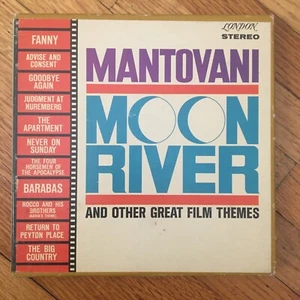 LONDON
STEREO
FANNY
ADVISE AND
CONSENT
GOODBYE
AGAIN
JUDGMENT AT
NUREMBERG
THE
APARTMENT
NEVER ON
SUNDAY
THE FOUR
HORSEMEN OF
THE APOCALYPSE
BARABAS
ROCCO AND HIS
BROTHERS
RETURN TO
PEYTON PLACE
THE BIG
COUNTRY
MANTOVANI
MOON
RIVER
AND OTHER GREAT FILM THEMES